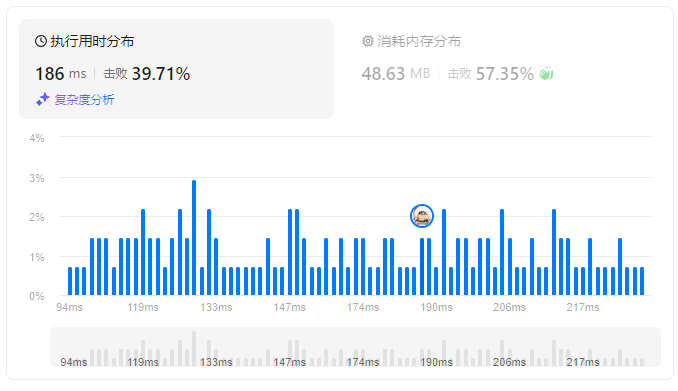 执行用时分布
186 ms 击败 39.71%
复杂度分析
消耗内存分布
48.63 MB 击败 57.35%
4%
3%
2%
1%
0%
94ms 119ms 133ms 147ms 174ms 190ms 206ms 217ms
94ms 119ms 133ms 147ms 174ms 190ms 206ms 217ms